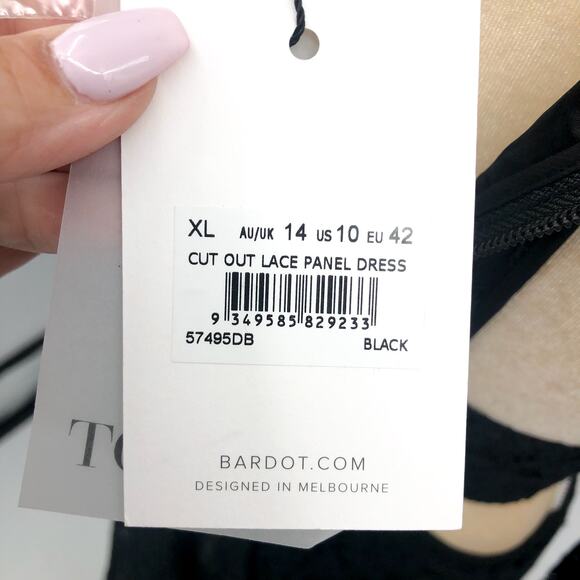 XL AU/UK 14 US 10 EU 42
CUT OUT LACE PANEL DRESS
9 349585 829233
57495DB BLACK
BARDOT.COM
DESIGNED IN MELBOURNE